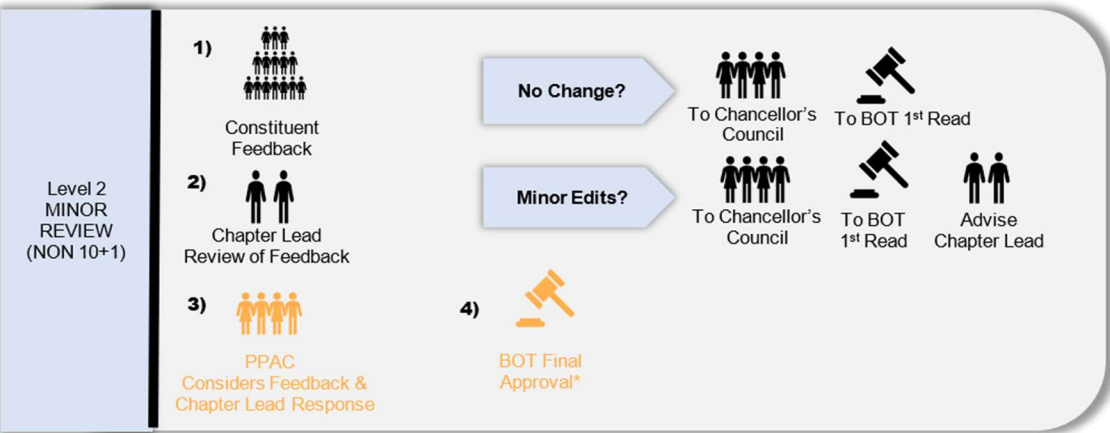 Level 2
MINOR
REVIEW
(NON 10+1)
1)
Constituent
Feedback
2)
Chapter Lead
Review of Feedback
3)
PPAC
Considers Feedback &
Chapter Lead Response
No Change?
To Chancellor's
Council
To BOT 1st Read
Minor Edits?
To Chancellor's
Council
To BOT
1st Read
Advise
Chapter Lead
4)
BOT Final
Approval*